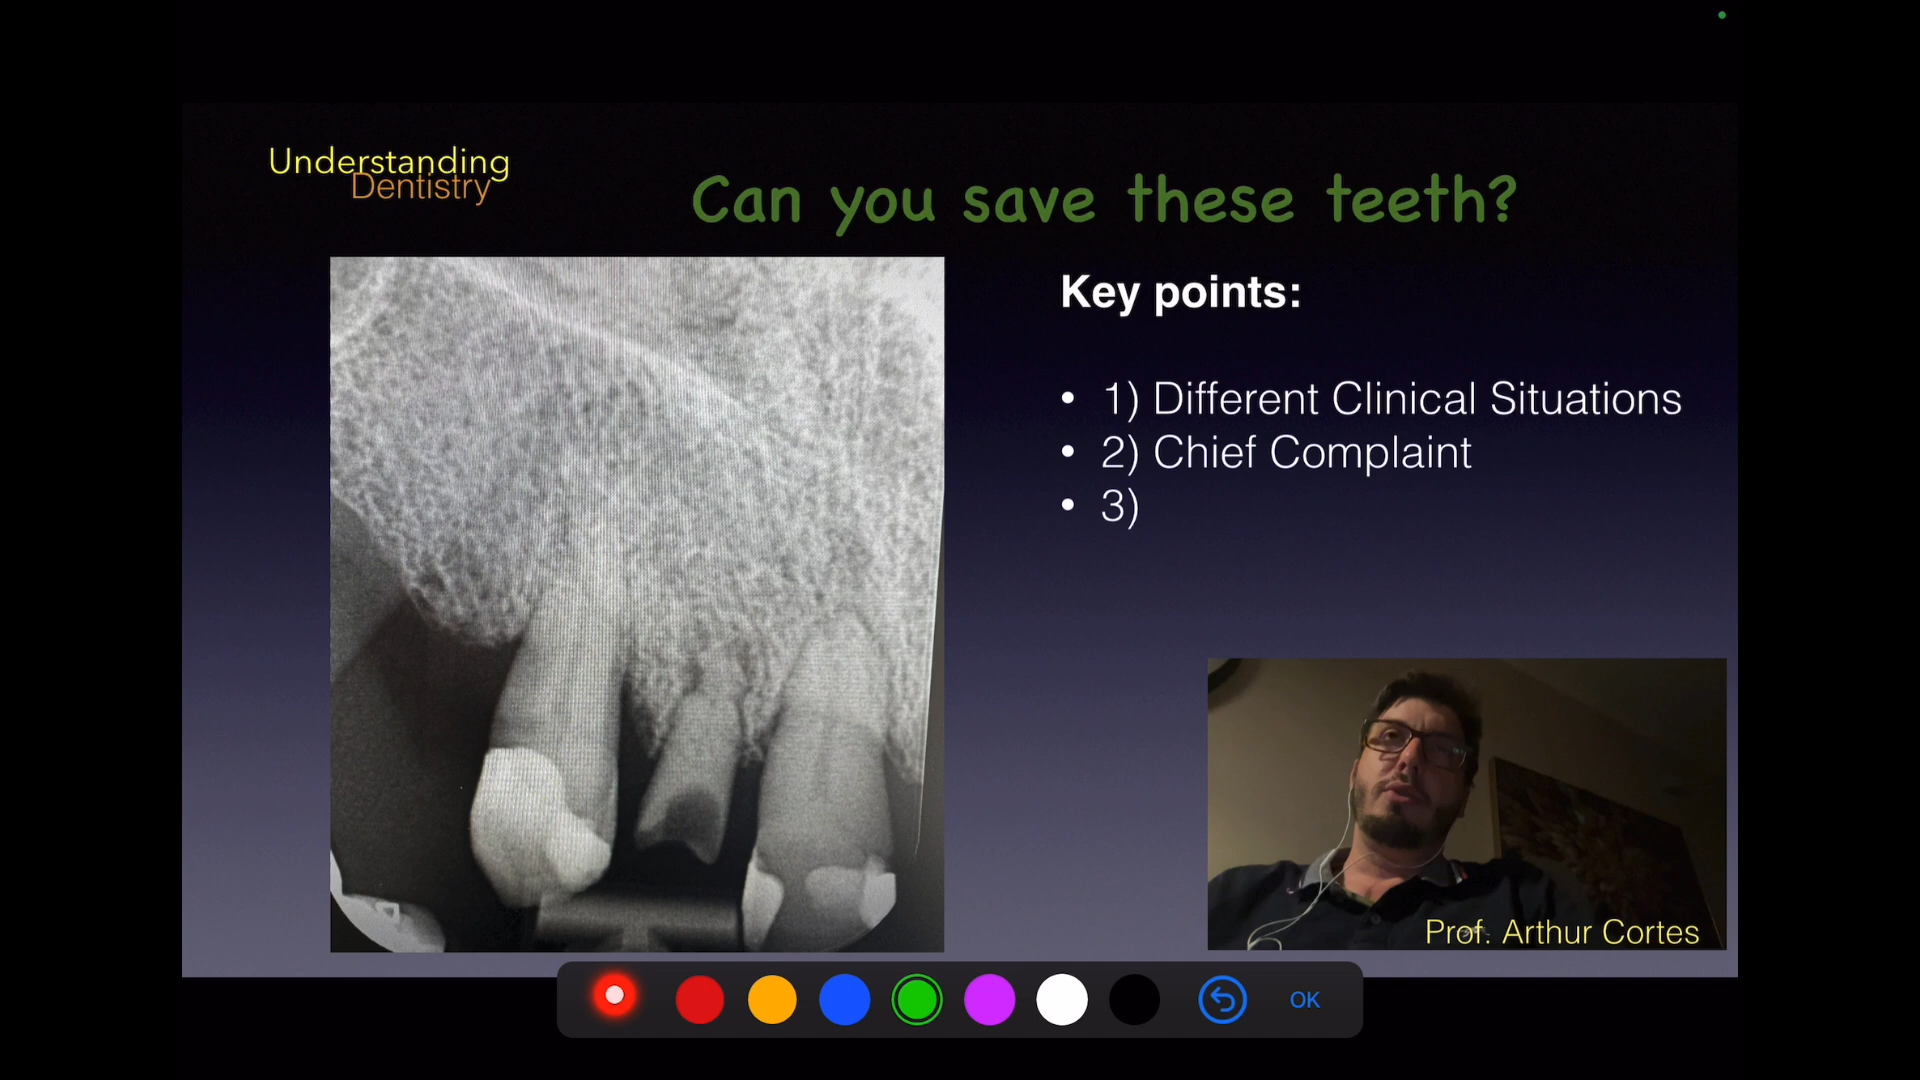 Understanding
Dentistry
Can you save these teeth?
Key points:
• 1) Different Clinical Situations
• 2) Chief Complaint
• 3)
Prof. Arthur Cortes
OK